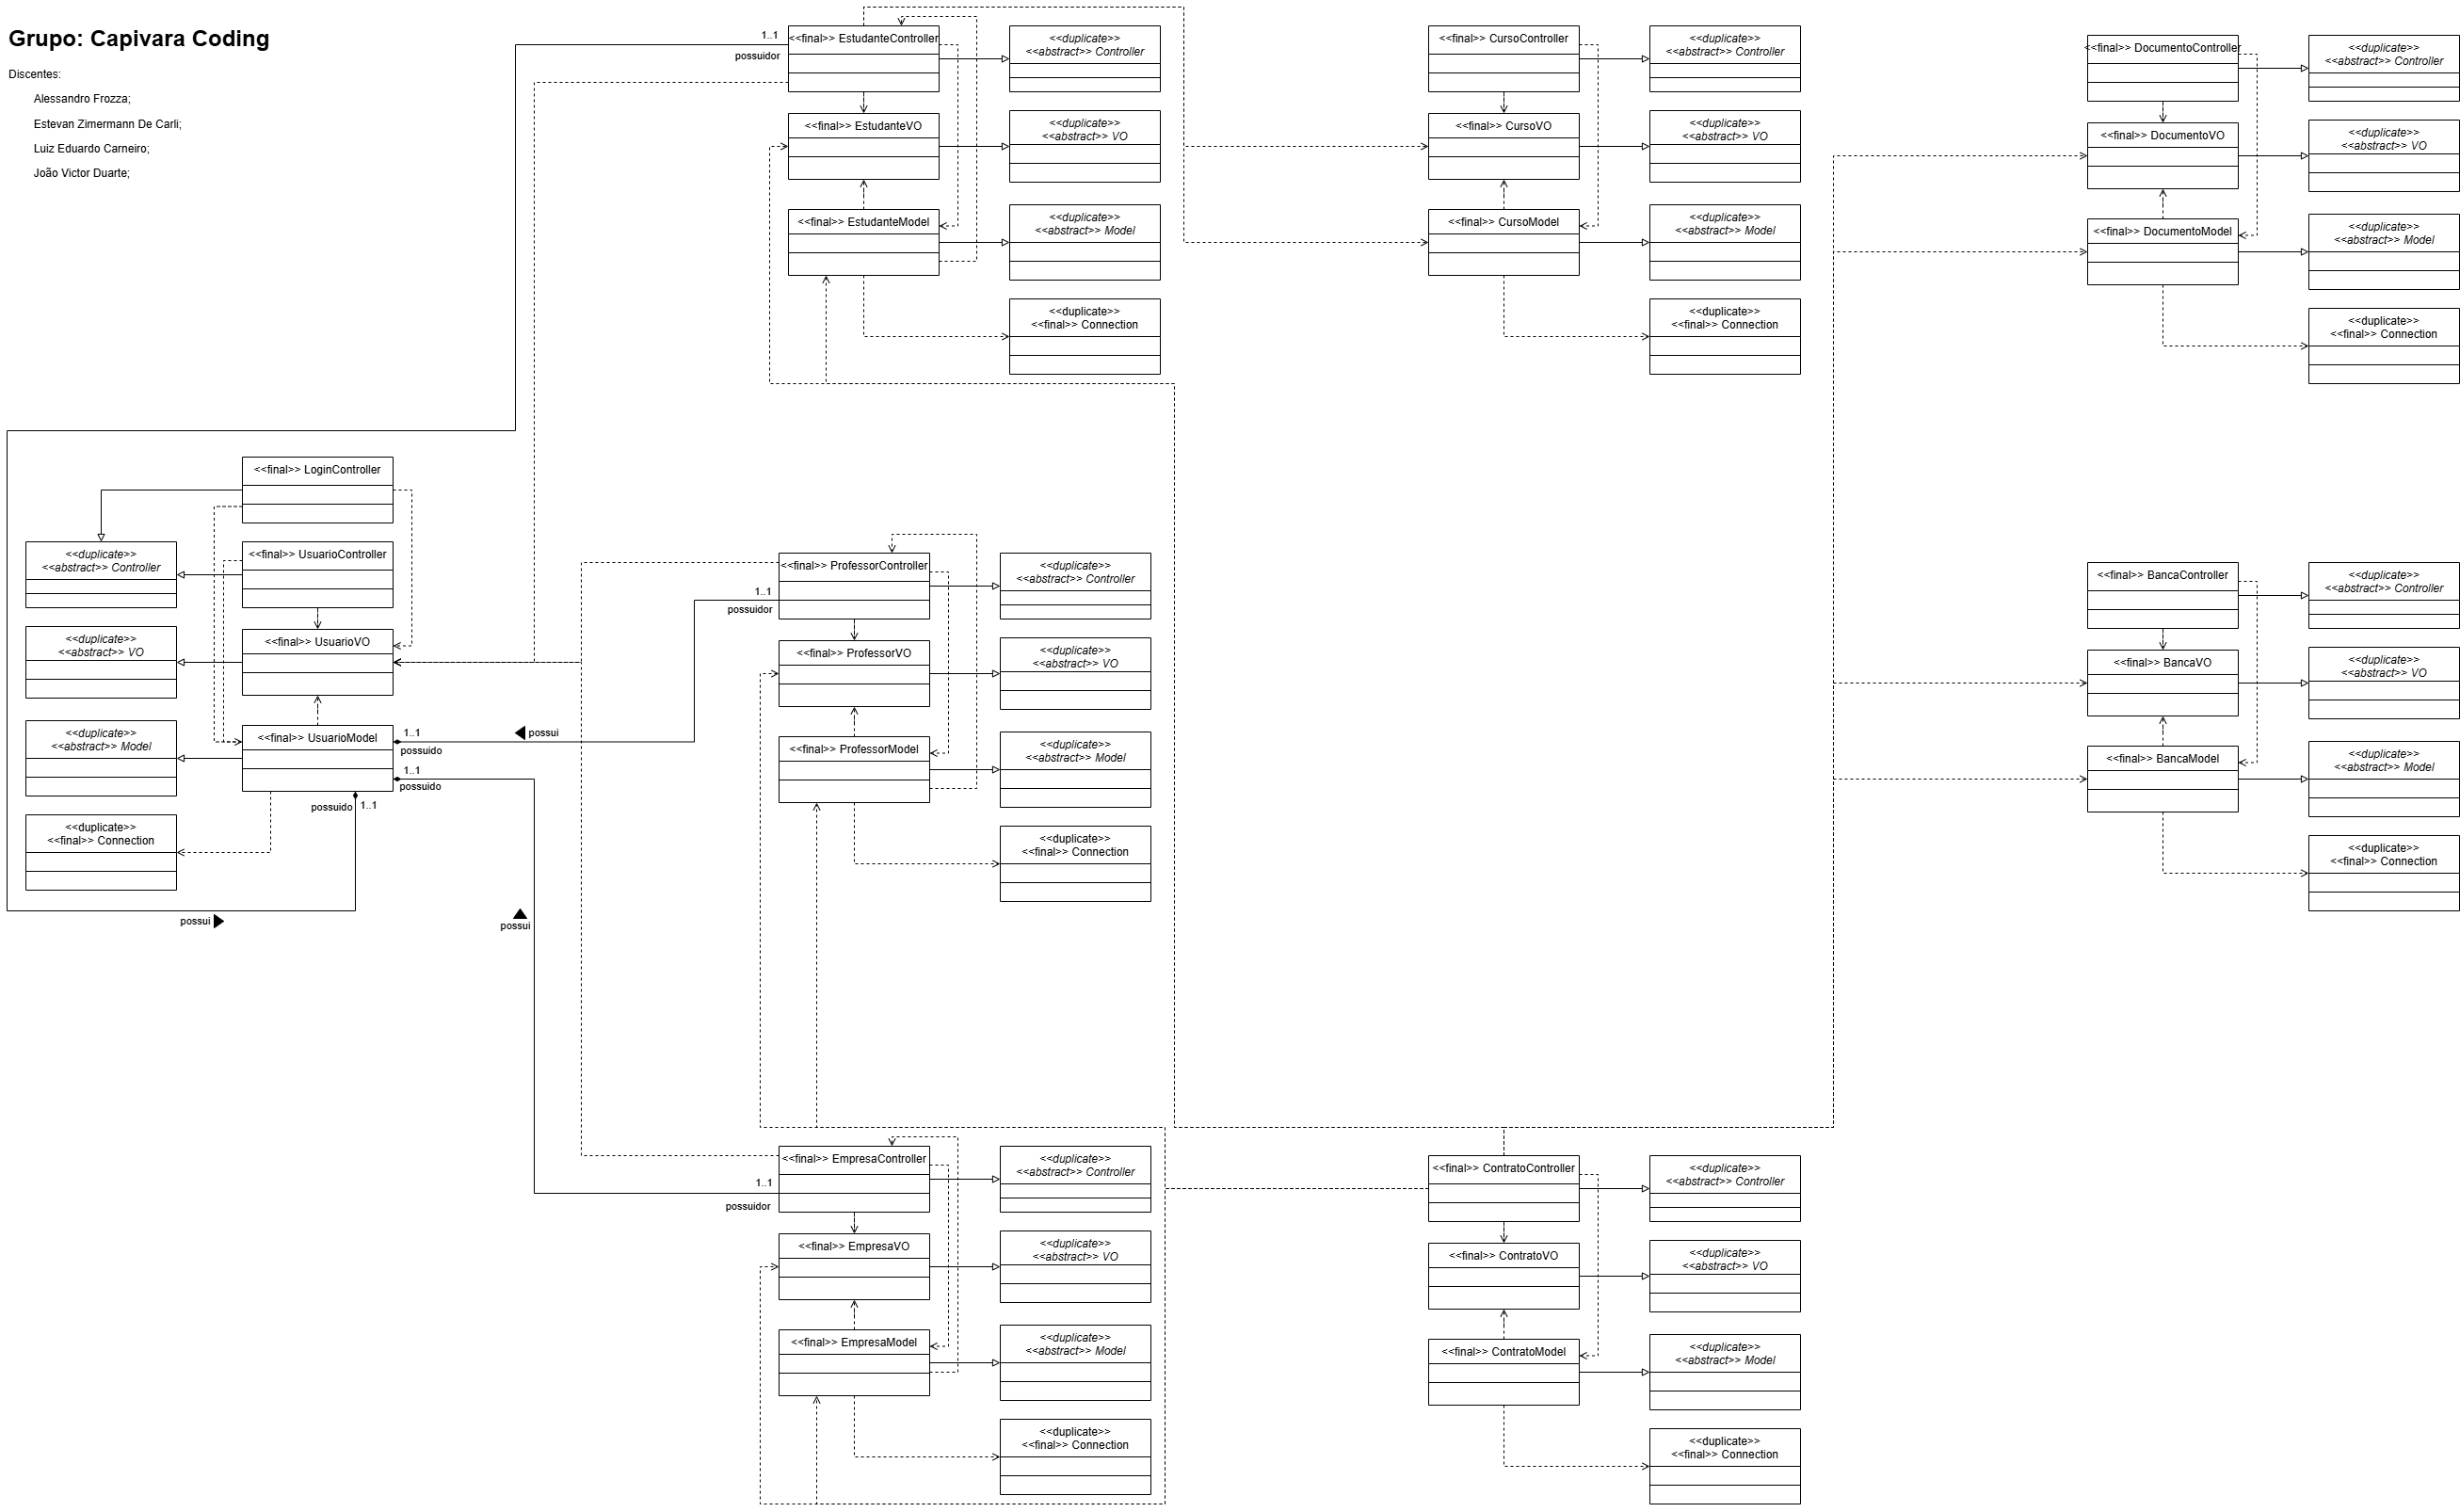 Grupo: Capivara Coding
Discentes:
Alessandro Frozza;
Estevan Zimermann De Carli;
Luiz Eduardo Carneiro;
João Victor Duarte;
1..1
possuidor
<<final>> EstudanteController
<<duplicate>>
<<abstract>> Controller
<<final>> EstudanteVO
<<duplicate>>
<<abstract>> VO
<<final>> EstudanteModel
<<duplicate>>
<<abstract>> Model
<<duplicate>>
<<final>> Connection
<<final>> CursoController
<<duplicate>>
<<abstract>> Controller
<<final>> CursoVO
<<duplicate>>
<<abstract>> VO
<<final>> CursoModel
<<duplicate>>
<<abstract>> Model
<<duplicate>>
<<final>> Connection
<<final>> DocumentoController
<<duplicate>>
<<abstract>> Controller
<<final>> DocumentoVO
<<duplicate>>
<<abstract>> VO
<<final>> DocumentoModel
<<duplicate>>
<<abstract>> Model
<<duplicate>>
<<final>> Connection
<<final>> LoginController
<<duplicate>>
<<abstract>> Controller
<<final>> UsuarioController
<<duplicate>>
<<abstract>> VO
<<final>> UsuarioVO
<<duplicate>>
<<abstract>> Model
<<final>> UsuarioModel
1..1
possuido
possui
1..1
possuido
possuido
1..1
<<duplicate>>
<<final>> Connection
possui
possui
<<final>> ProfessorController
1..1
possuidor
<<duplicate>>
<<abstract>> Controller
<<final>> ProfessorVO
<<duplicate>>
<<abstract>> VO
<<final>> ProfessorModel
<<duplicate>>
<<abstract>> Model
<<duplicate>>
<<final>> Connection
<<final>> BancaController
<<duplicate>>
<<abstract>> Controller
<<final>> BancaVO
<<duplicate>>
<<abstract>> VO
<<final>> BancaModel
<<duplicate>>
<<abstract>> Model
<<duplicate>>
<<final>> Connection
<<final>> EmpresaController
1..1
possuidor
<<duplicate>>
<<abstract>> Controller
<<final>> EmpresaVO
<<duplicate>>
<<abstract>> VO
<<final>> EmpresaModel
<<duplicate>>
<<abstract>> Model
<<duplicate>>
<<final>> Connection
<<final>> ContratoController
<<duplicate>>
<<abstract>> Controller
<<final>> ContratoVO
<<duplicate>>
<<abstract>> VO
<<final>> ContratoModel
<<duplicate>>
<<abstract>> Model
<<duplicate>>
<<final>> Connection